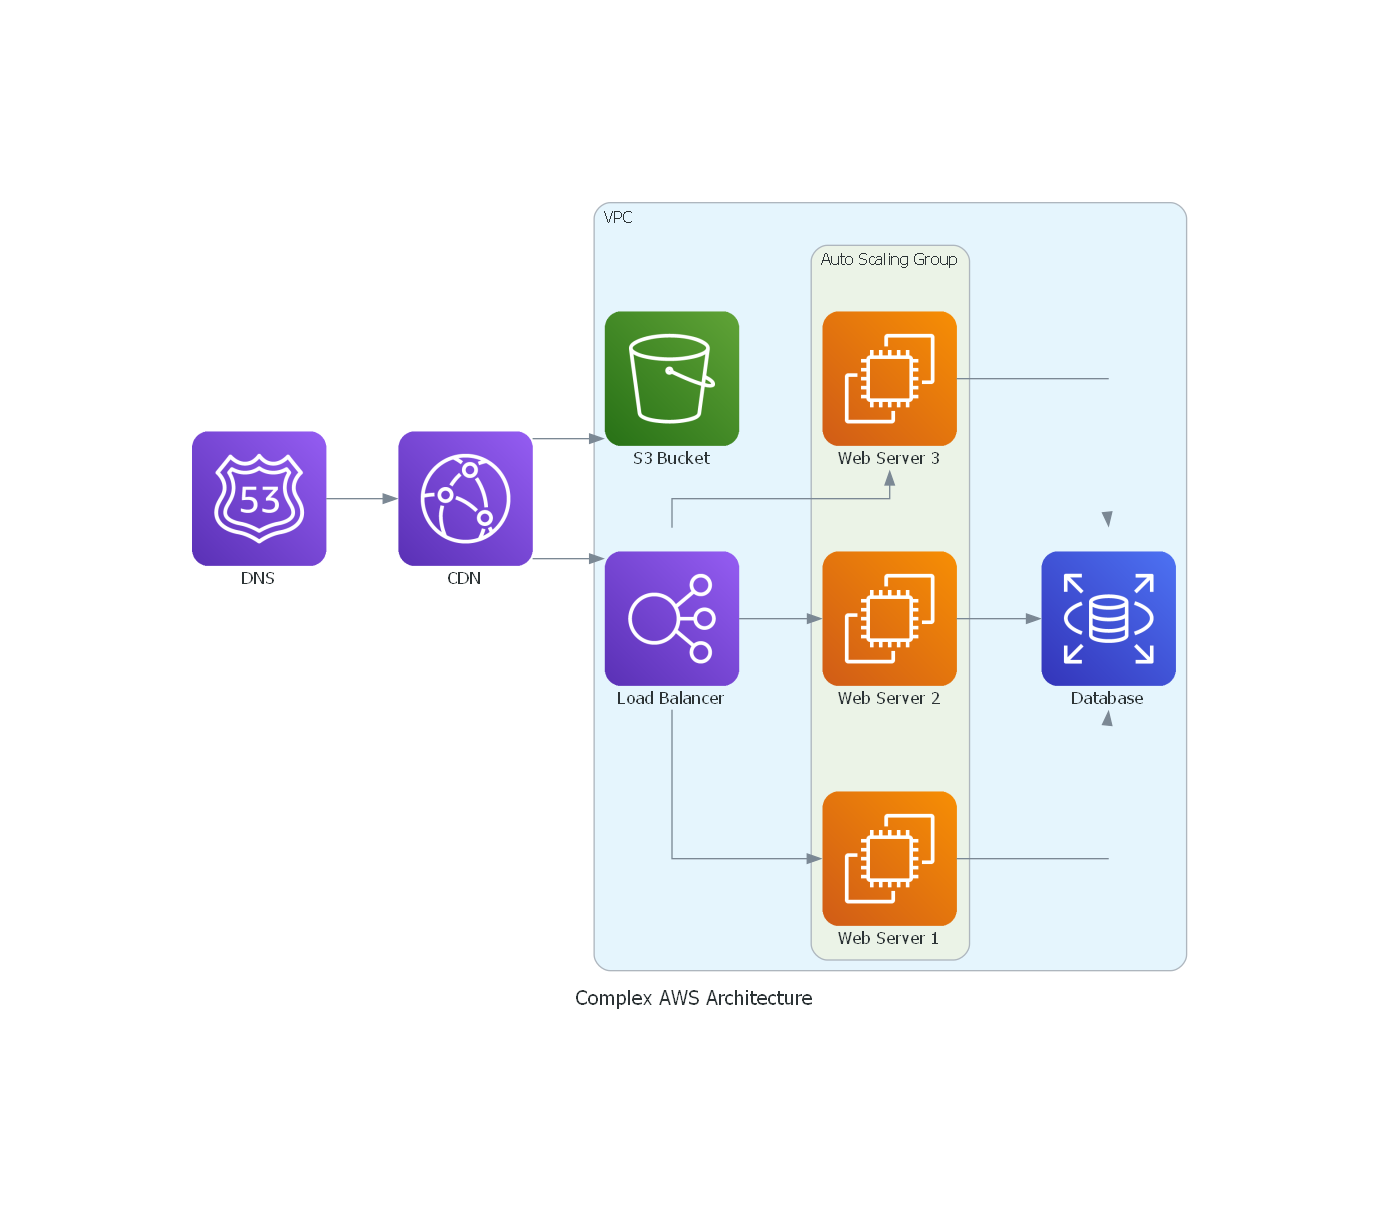 VPC
Auto Scaling Group
S3 Bucket
Web Server 3
53
DNS
CDN
Load Balancer
Web Server 2
Database
Web Server 1
Complex AWS Architecture